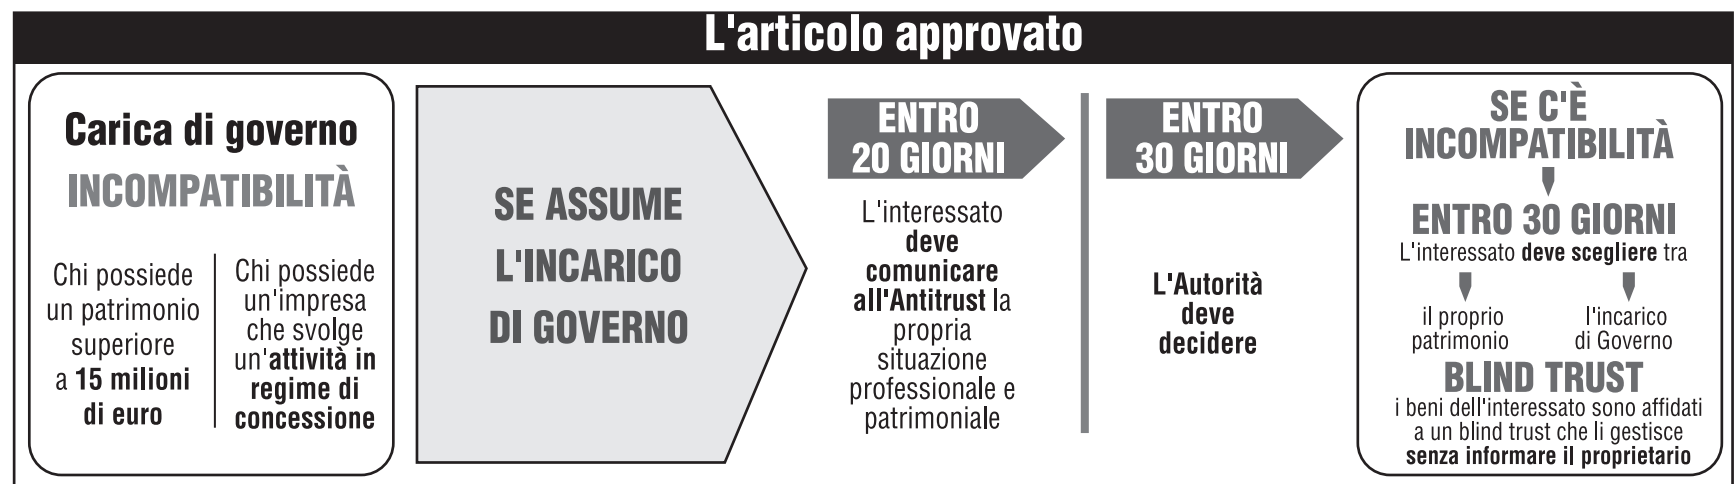 L'articolo approvato
Carica di governo
INCOMPATIBILITÀ
Chi possiede
un patrimonio
superiore
a 15 milioni
di euro
Chi possiede
un'impresa
che svolge
un'attività in
regime di
concessione
SE ASSUME
L'INCARICO
DI GOVERNO
ENTRO
20 GIORNI
L'interessato
deve
comunicare
all'Antitrust la
propria
situazione
professionale e
patrimoniale
ENTRO
30 GIORNI
L'Autorità
deve
decidere
SE C'È
INCOMPATIBILITÀ
ENTRO 30 GIORNI
L'interessato deve scegliere tra
il proprio
patrimonio
l'incarico
di Governo
BLIND TRUST
i beni dell'interessato sono affidati
a un blind trust che li gestisce
senza informare il proprietario